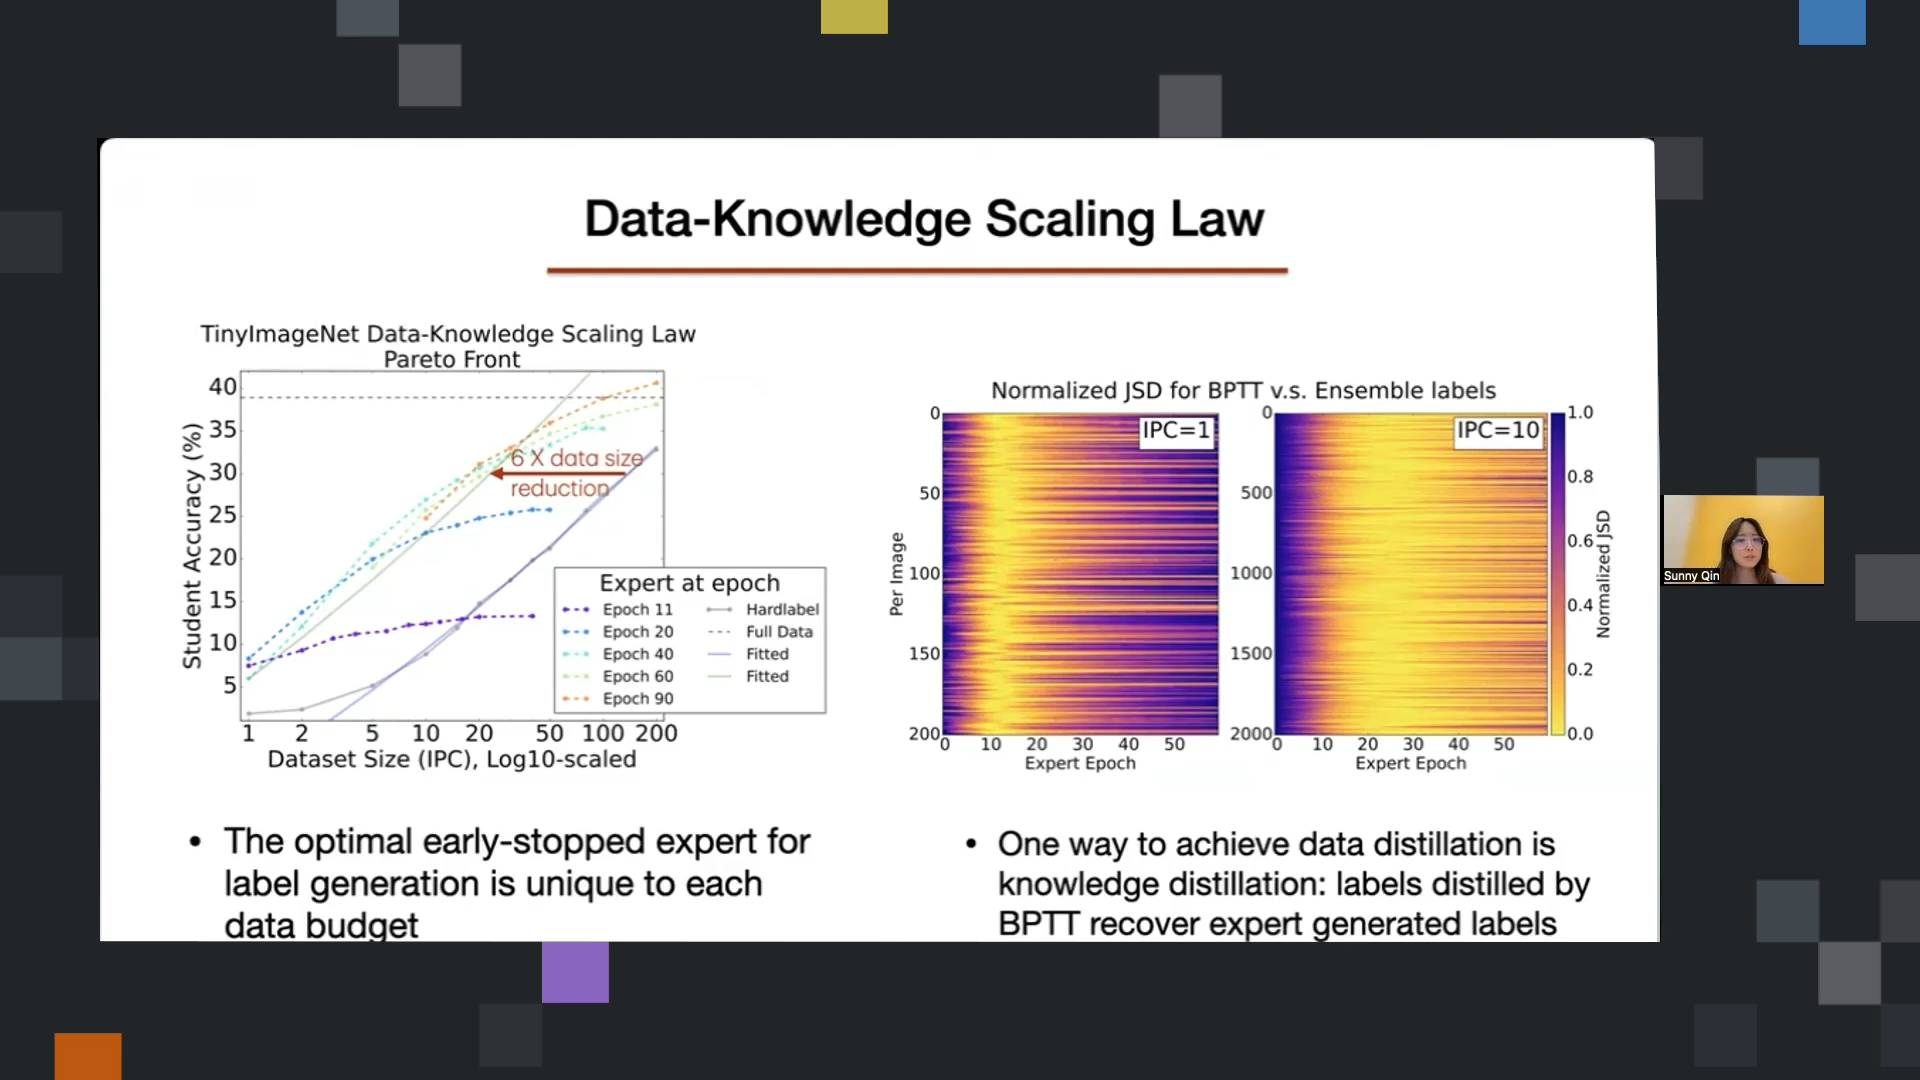 Data-Knowledge Scaling Law
TinyImageNet Data-Knowledge Scaling Law
Pareto Front
40
35
30
25
20
15
10
5
Student Accuracy (%)
6 X data size
reduction
Expert at epoch
Epoch 11
Epoch 20
Epoch 40
Epoch 60
Epoch 90
Hardlabel
Full Data
Fitted
Fitted
1 2 5 10 20 50 100 200
Dataset Size (IPC), Log10-scaled
Normalized JSD for BPTT v.s. Ensemble labels
IPC=1
0
50
100
150
200
Per Image
0 10 20 30 40 50
Expert Epoch
IPC=10
0
500
1000
1500
2000
0 10 20 30 40 50
Expert Epoch
1.0
0.8
0.6
0.4
0.2
0.0
Normalized JSD
• The optimal early-stopped expert for
label generation is unique to each
data budget
• One way to achieve data distillation is
knowledge distillation: labels distilled by
BPTT recover expert generated labels
Sunny Qin